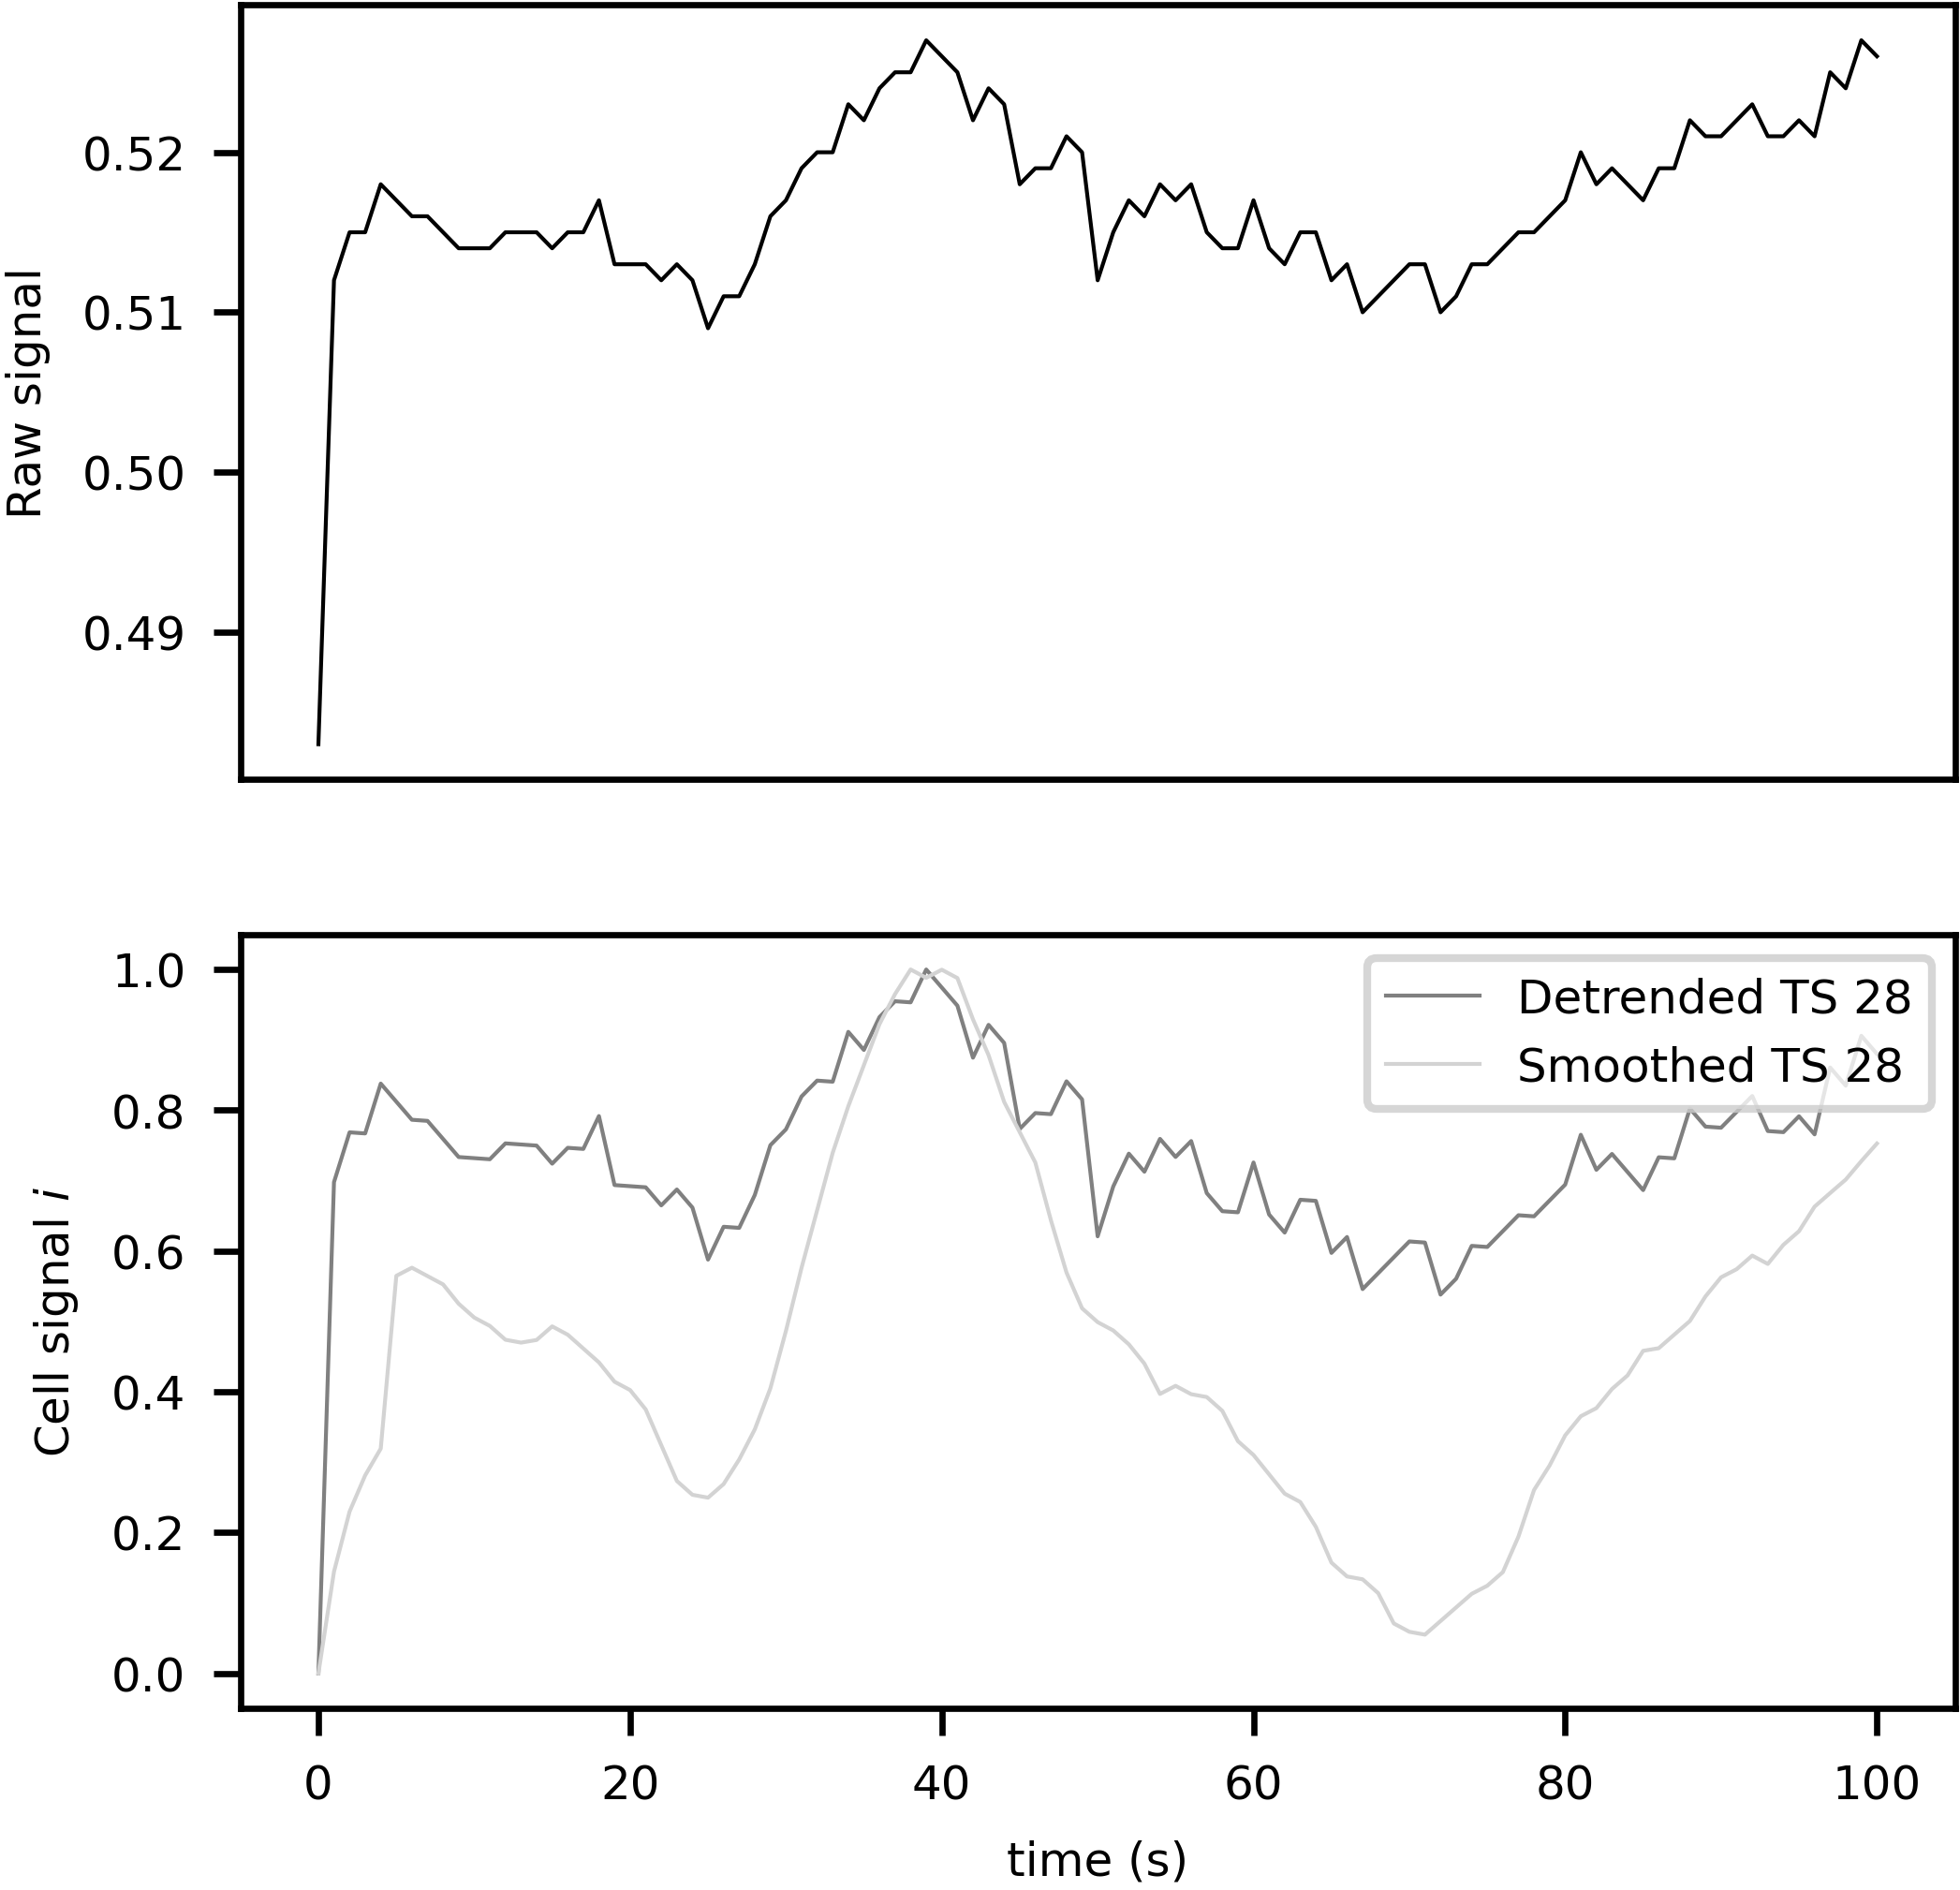 Raw signal
0.52
0.51
0.50
0.49
Cell signal i
1.0
0.8
0.6
0.4
0.2
0.0
Detrended TS 28
Smoothed TS 28
0 20 40 60 80 100
time (s)